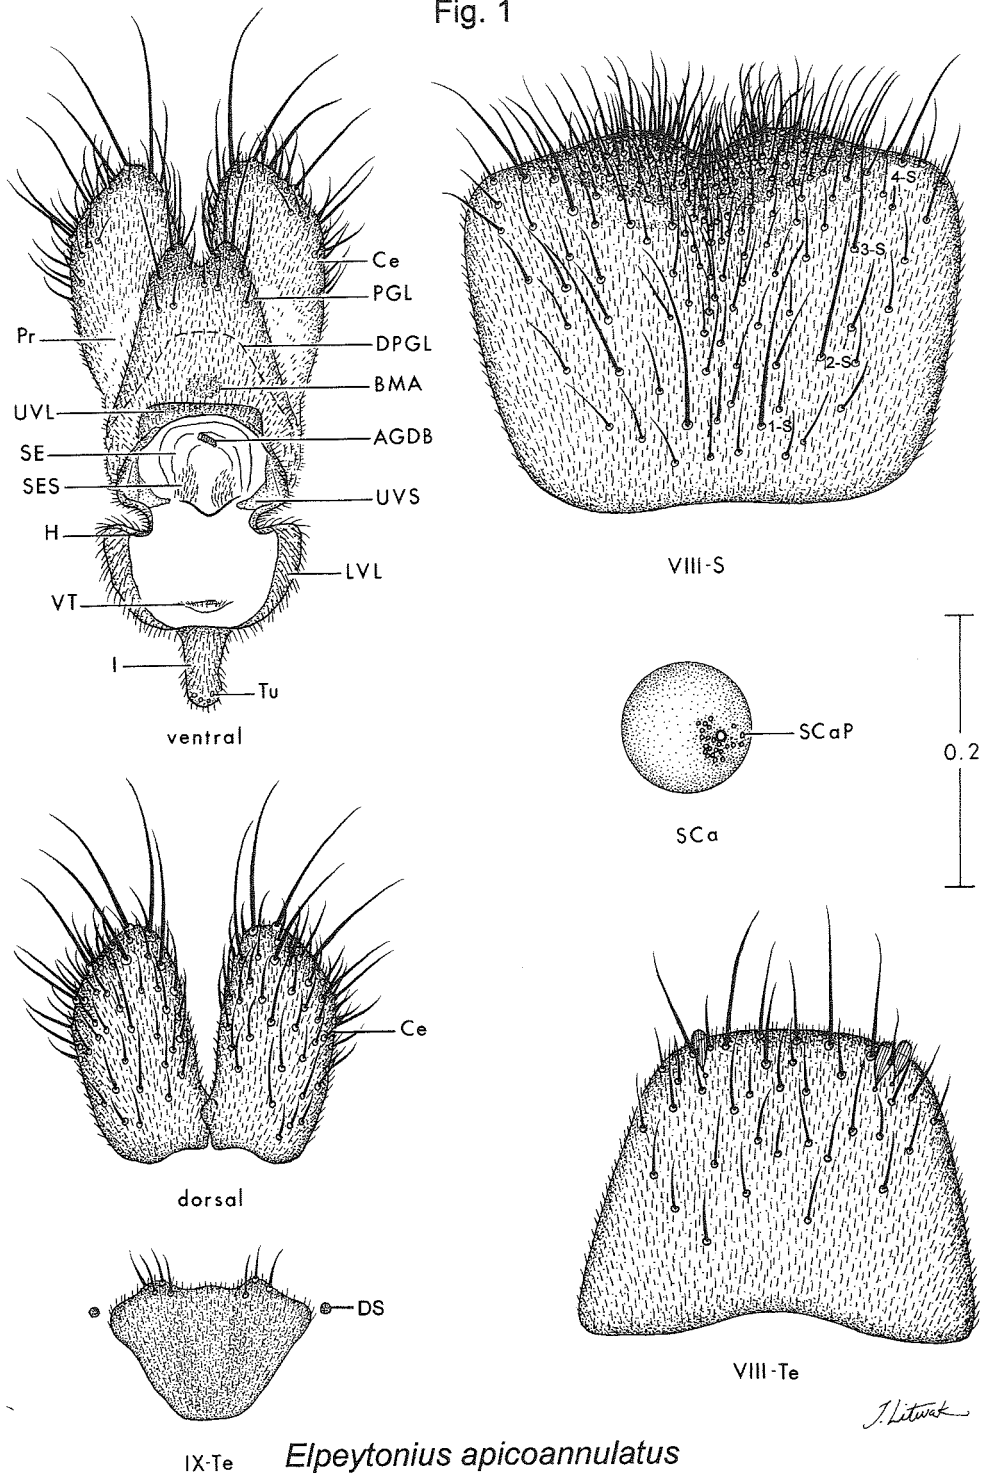 Fig. 1
Ce
PGL
Pr
DPGL
BMA
UVL
AGDB
SE
SES
UVS
H
LVL
VT
I
Tu
ventral
4-S
3-S
2-S
1-S
VIII-S
SCaP
SCa
0.2
Ce
dorsal
DS
IX-Te
VIII-Te
J. Litwak
Elpeytonius apicoannulatus